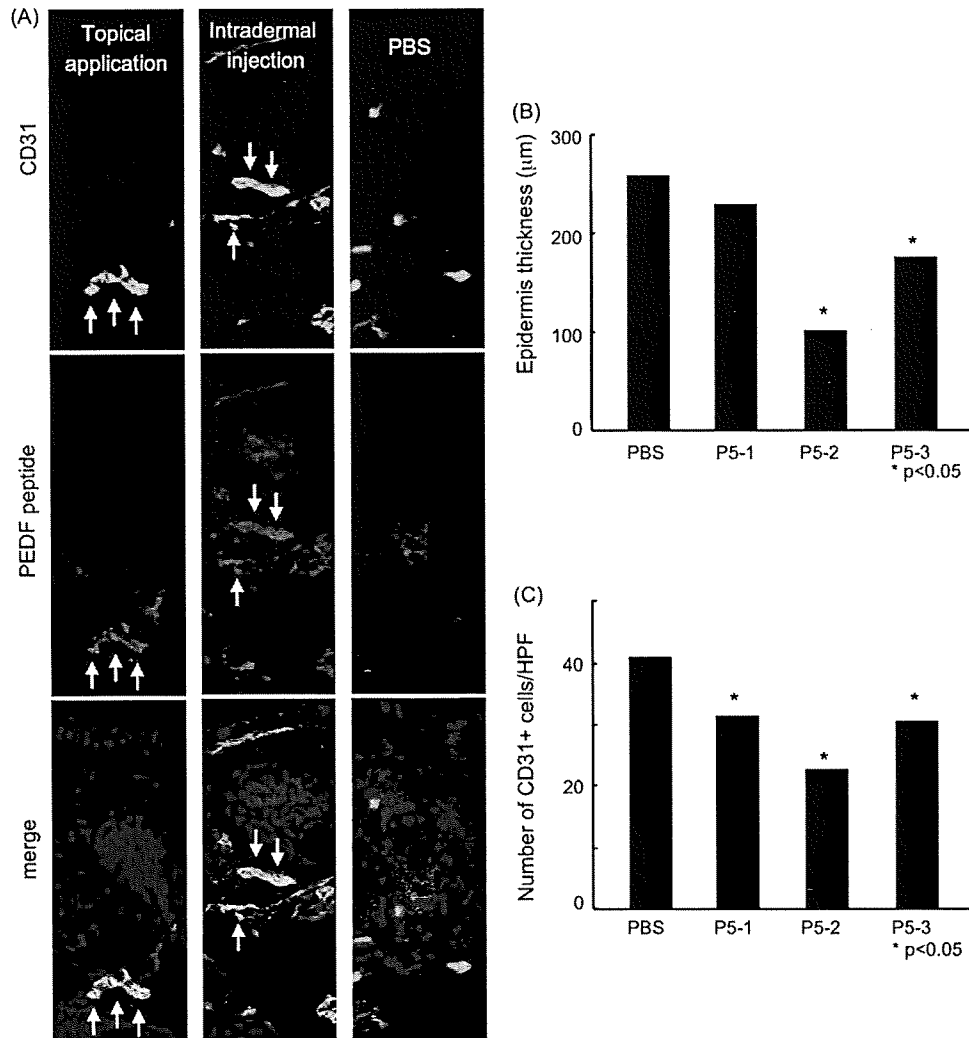 (A)
Topical
application
Intradermal
injection
PBS
CD31
PEDF peptide
merge
(B)
Epidermis thickness (μm)
300
200
100
0
*
*
PBS
P5-1
P5-2
P5-3
* p<0.05
(C)
Number of CD31+ cells/HPF
40
20
0
*
*
*
PBS
P5-1
P5-2
P5-3
* p<0.05